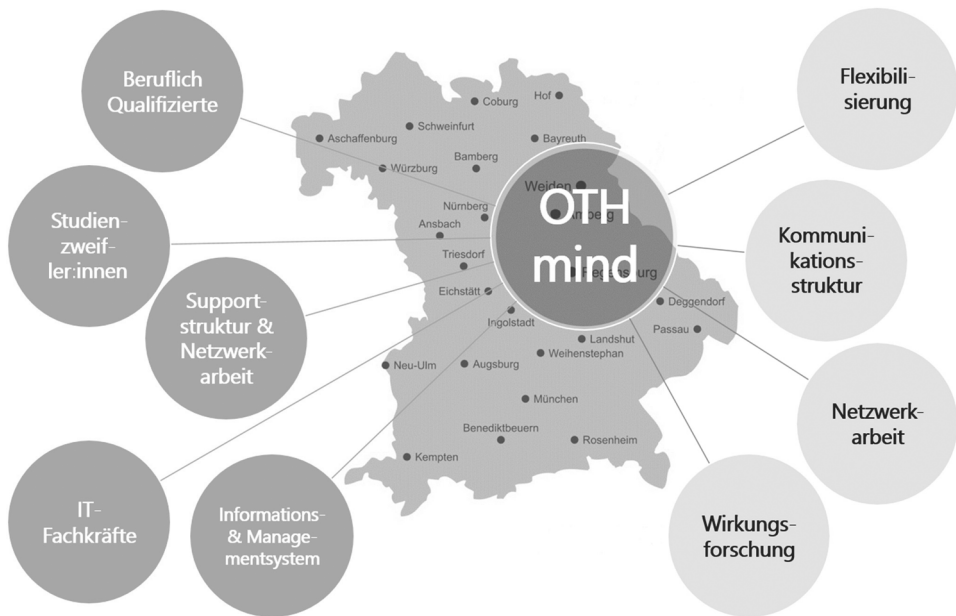 Beruflich
Qualifizierte
Studien-
zweif-
ler:innen
Support-
struktur &
Netzwerk-
arbeit
IT-
Fachkräfte
Informations-
& Manage-
mentsystem
Coburg
Hof
Schweinfurt
Aschaffenburg
Bayreuth
Würzburg
Bamberg
Weiden
Nürnberg
Amberg
Ansbach
Triesdorf
Regensburg
Eichstätt
Ingolstadt
Deggendorf
Passau
Landshut
Weihenstephan
Neu-Ulm
Augsburg
München
Benediktbeuern
Rosenheim
Kempten
OTH
mind
Flexibili-
sierung
Kommuni-
kations-
struktur
Netzwerk-
arbeit
Wirkungs-
forschung